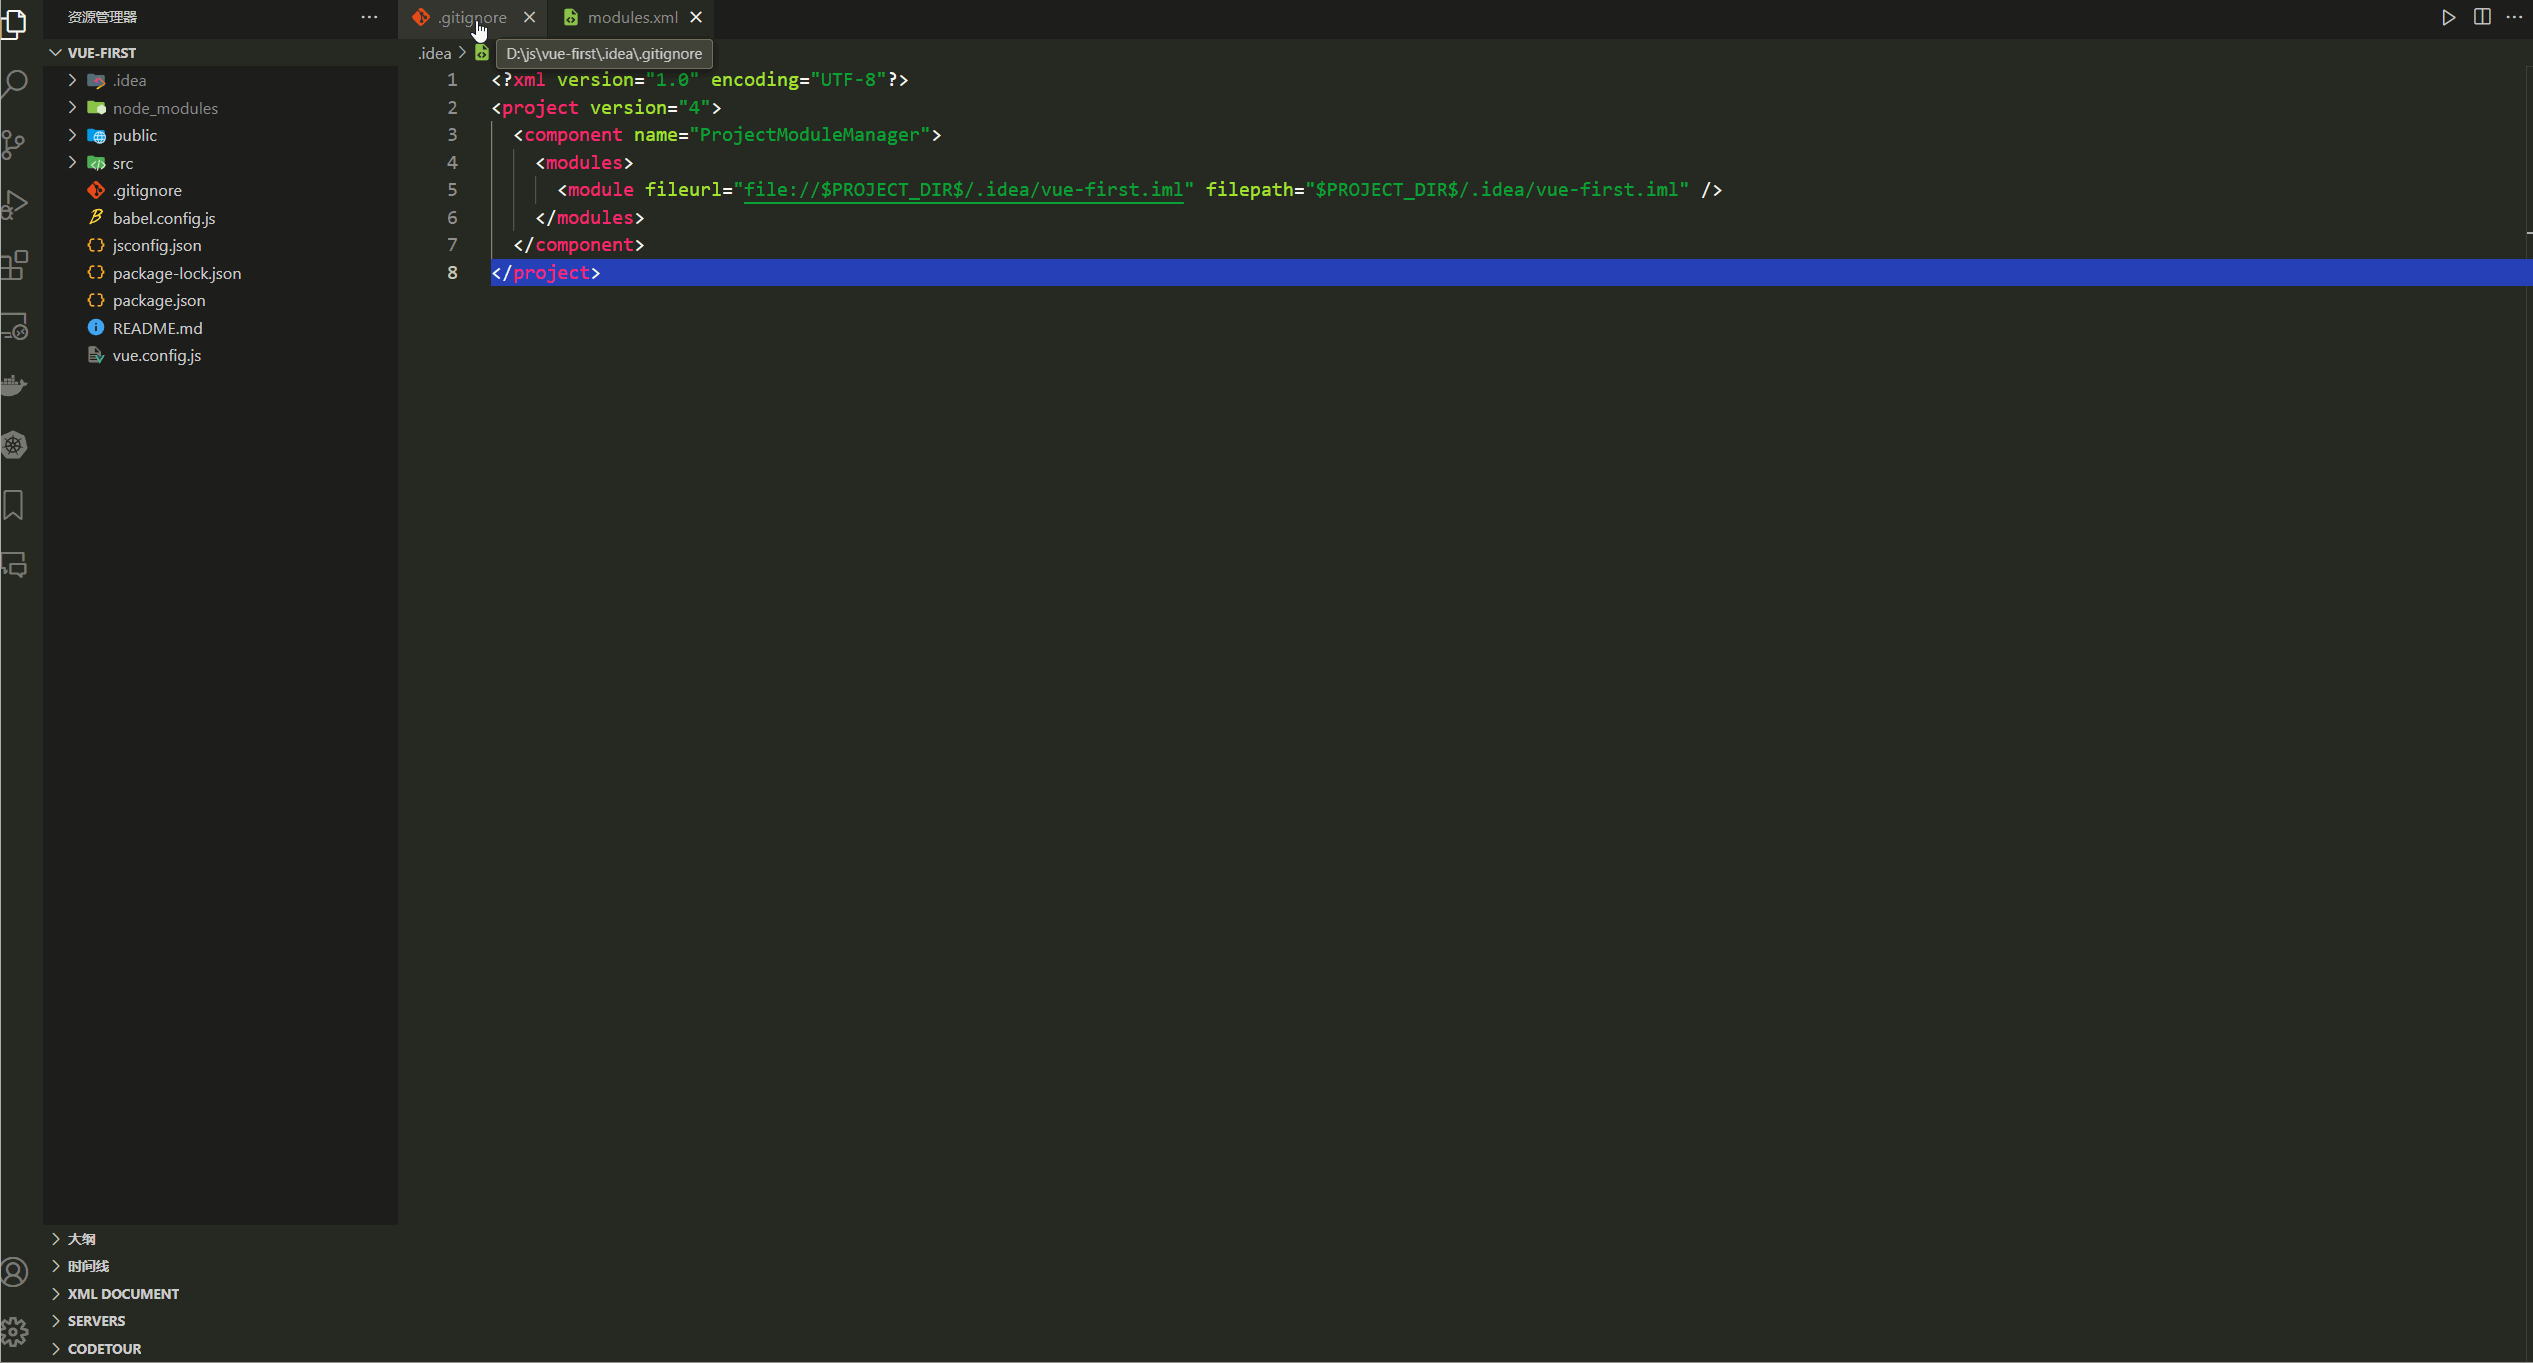 资源管理器
VUE-FIRST
.idea
node_modules
public
src
.gitignore
babel.config.js
jsconfig.json
package-lock.json
package.json
README.md
vue.config.js
大纲
时间线
XML DOCUMENT
SERVERS
CODETOUR
.gitignore
modules.xml
.idea
D:\js\vue-first\.idea\.gitignore
1 <?xml version="1.0" encoding="UTF-8"?>
2 <project version="4">
3 <component name="ProjectModuleManager">
4 <modules>
5 <module fileurl="file://$PROJECT_DIR$/.idea/vue-first.iml" filepath="$PROJECT_DIR$/.idea/vue-first.iml" />
6 </modules>
7 </component>
8 </project>